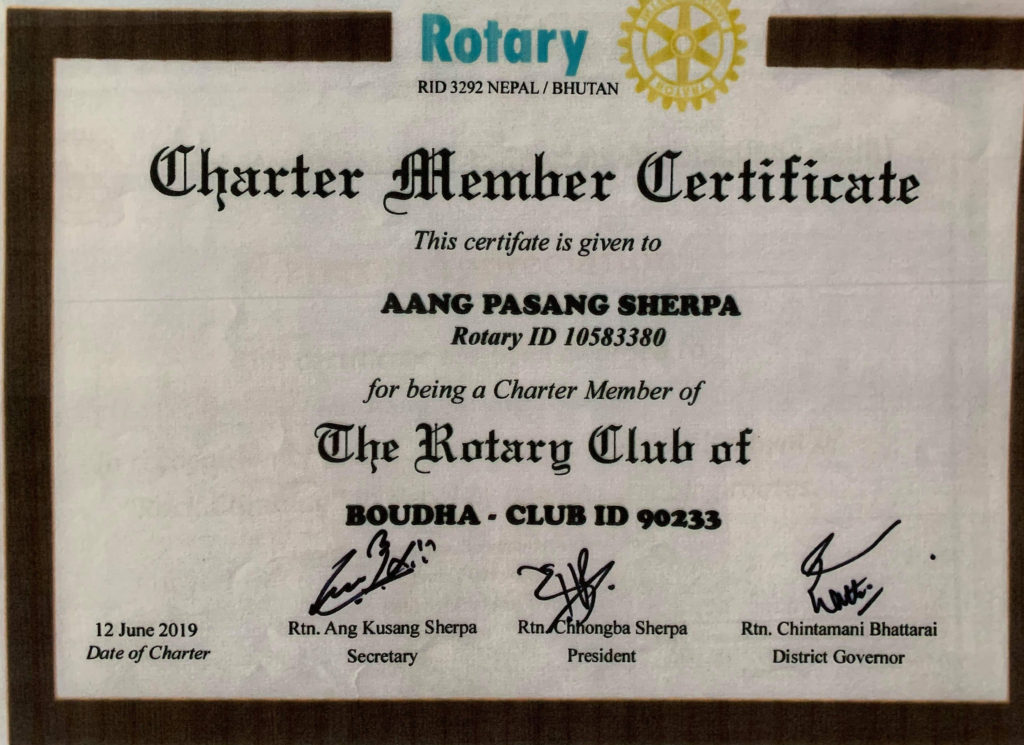 Rotary
RID 3292 NEPAL / BHUTAN
Charter Member Certificate
This certifate is given to
AANG PASANG SHERPA
Rotary ID 10583380
for being a Charter Member of
The Rotary Club of
BOUDHA - CLUB ID 90233
12 June 2019
Date of Charter
Rtn. Ang Kusang Sherpa
Secretary
Rtn. Chhongba Sherpa
President
Rtn. Chintamani Bhattarai
District Governor